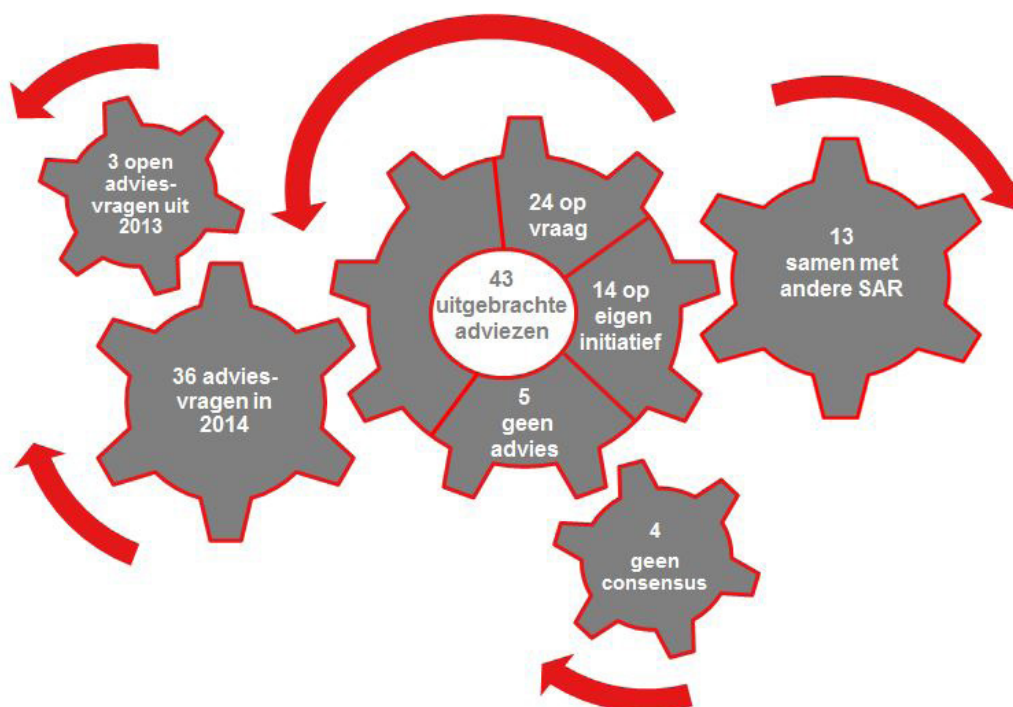 3 open
advies-
vragen uit
2013
36 advies-
vragen in
2014
43
uitgebrachte
adviezen
24 op
vraag
14 op
eigen
initiatief
5
geen
advies
13
samen met
andere SAR
4
geen
consensus